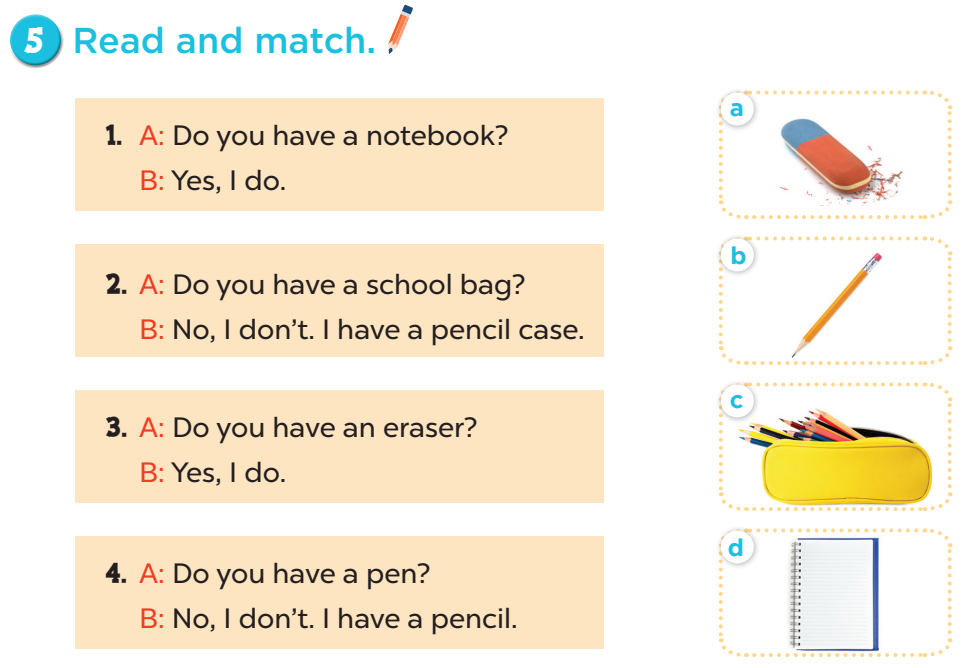 5 Read and match.
1. A: Do you have a notebook?
B: Yes, I do.
a
2. A: Do you have a school bag?
B: No, I don't. I have a pencil case.
b
3. A: Do you have an eraser?
B: Yes, I do.
c
4. A: Do you have a pen?
B: No, I don't. I have a pencil.
d